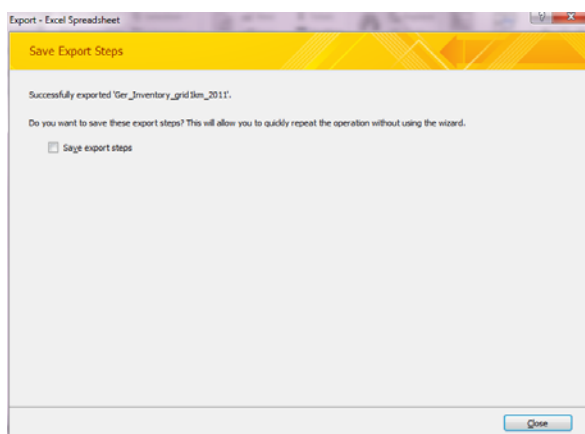 Export - Excel Spreadsheet
Save Export Steps
Successfully exported 'Ger_Inventory_grid1km_2011'.
Do you want to save these export steps? This will allow you to quickly repeat the operation without using the wizard.
Save export steps
Close